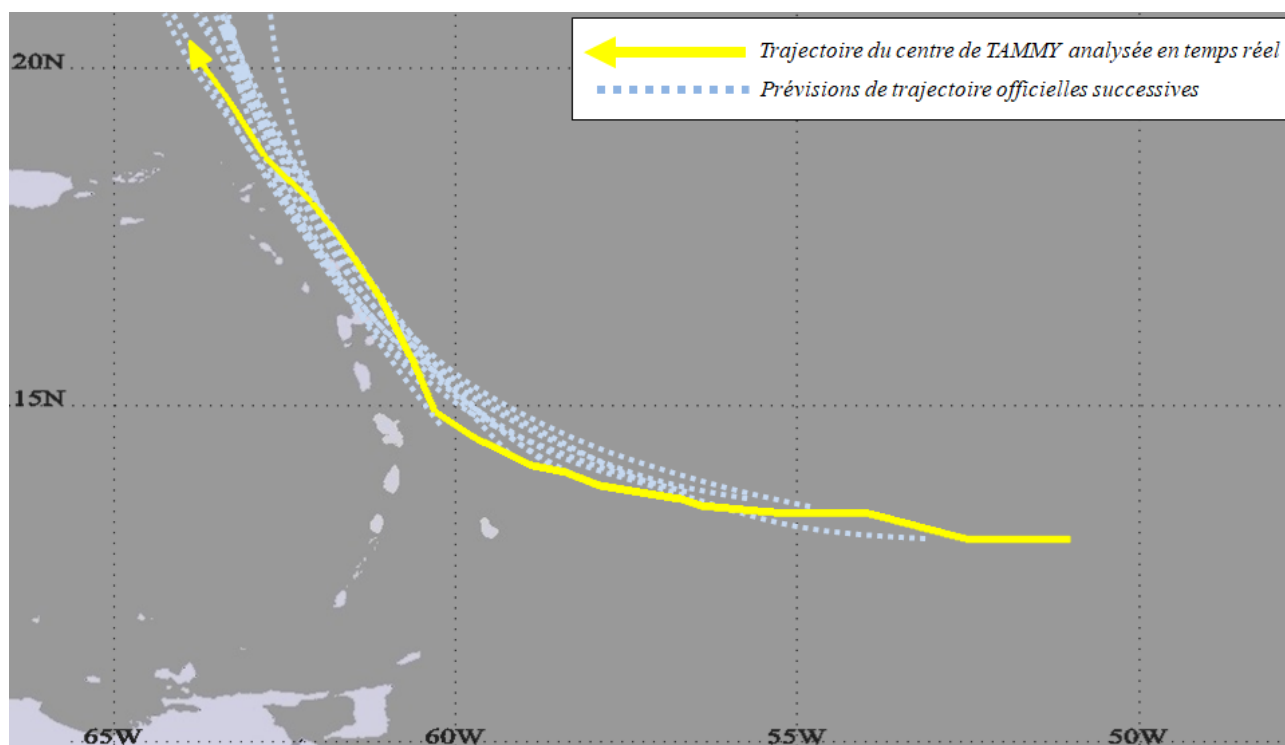 Trajectoire du centre de TAMMY analysée en temps réel
Prévisions de trajectoire officielles successives
20N
15N
65W 60W 55W 50W